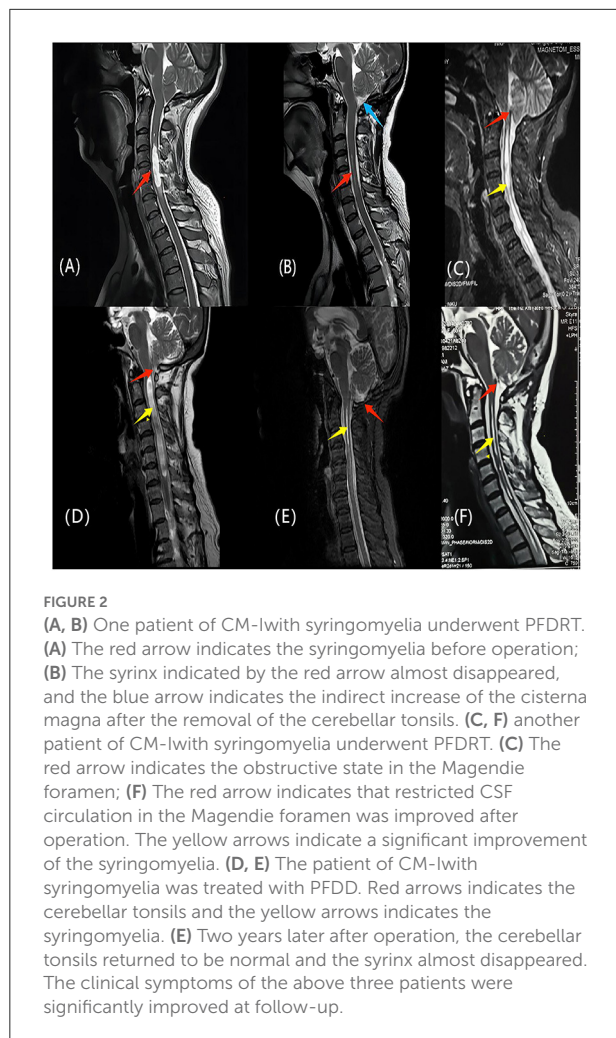 MAGNETOM_ESS
(A)
(B)
(C)
(D)
(E)
(F)
FIGURE 2
(A, B) One patient of CM-Iwith syringomyelia underwent PFDRT.
(A) The red arrow indicates the syringomyelia before operation;
(B) The syrinx indicated by the red arrow almost disappeared,
and the blue arrow indicates the indirect increase of the cisterna
magna after the removal of the cerebellar tonsils. (C, F) another
patient of CM-Iwith syringomyelia underwent PFDRT. (C) The
red arrow indicates the obstructive state in the Magendie
foramen; (F) The red arrow indicates that restricted CSF
circulation in the Magendie foramen was improved after
operation. The yellow arrows indicate a significant improvement
of the syringomyelia. (D, E) The patient of CM-Iwith
syringomyelia was treated with PFDD. Red arrows indicates the
cerebellar tonsils and the yellow arrows indicates the
syringomyelia. (E) Two years later after operation, the cerebellar
tonsils returned to be normal and the syrinx almost disappeared.
The clinical symptoms of the above three patients were
significantly improved at follow-up.